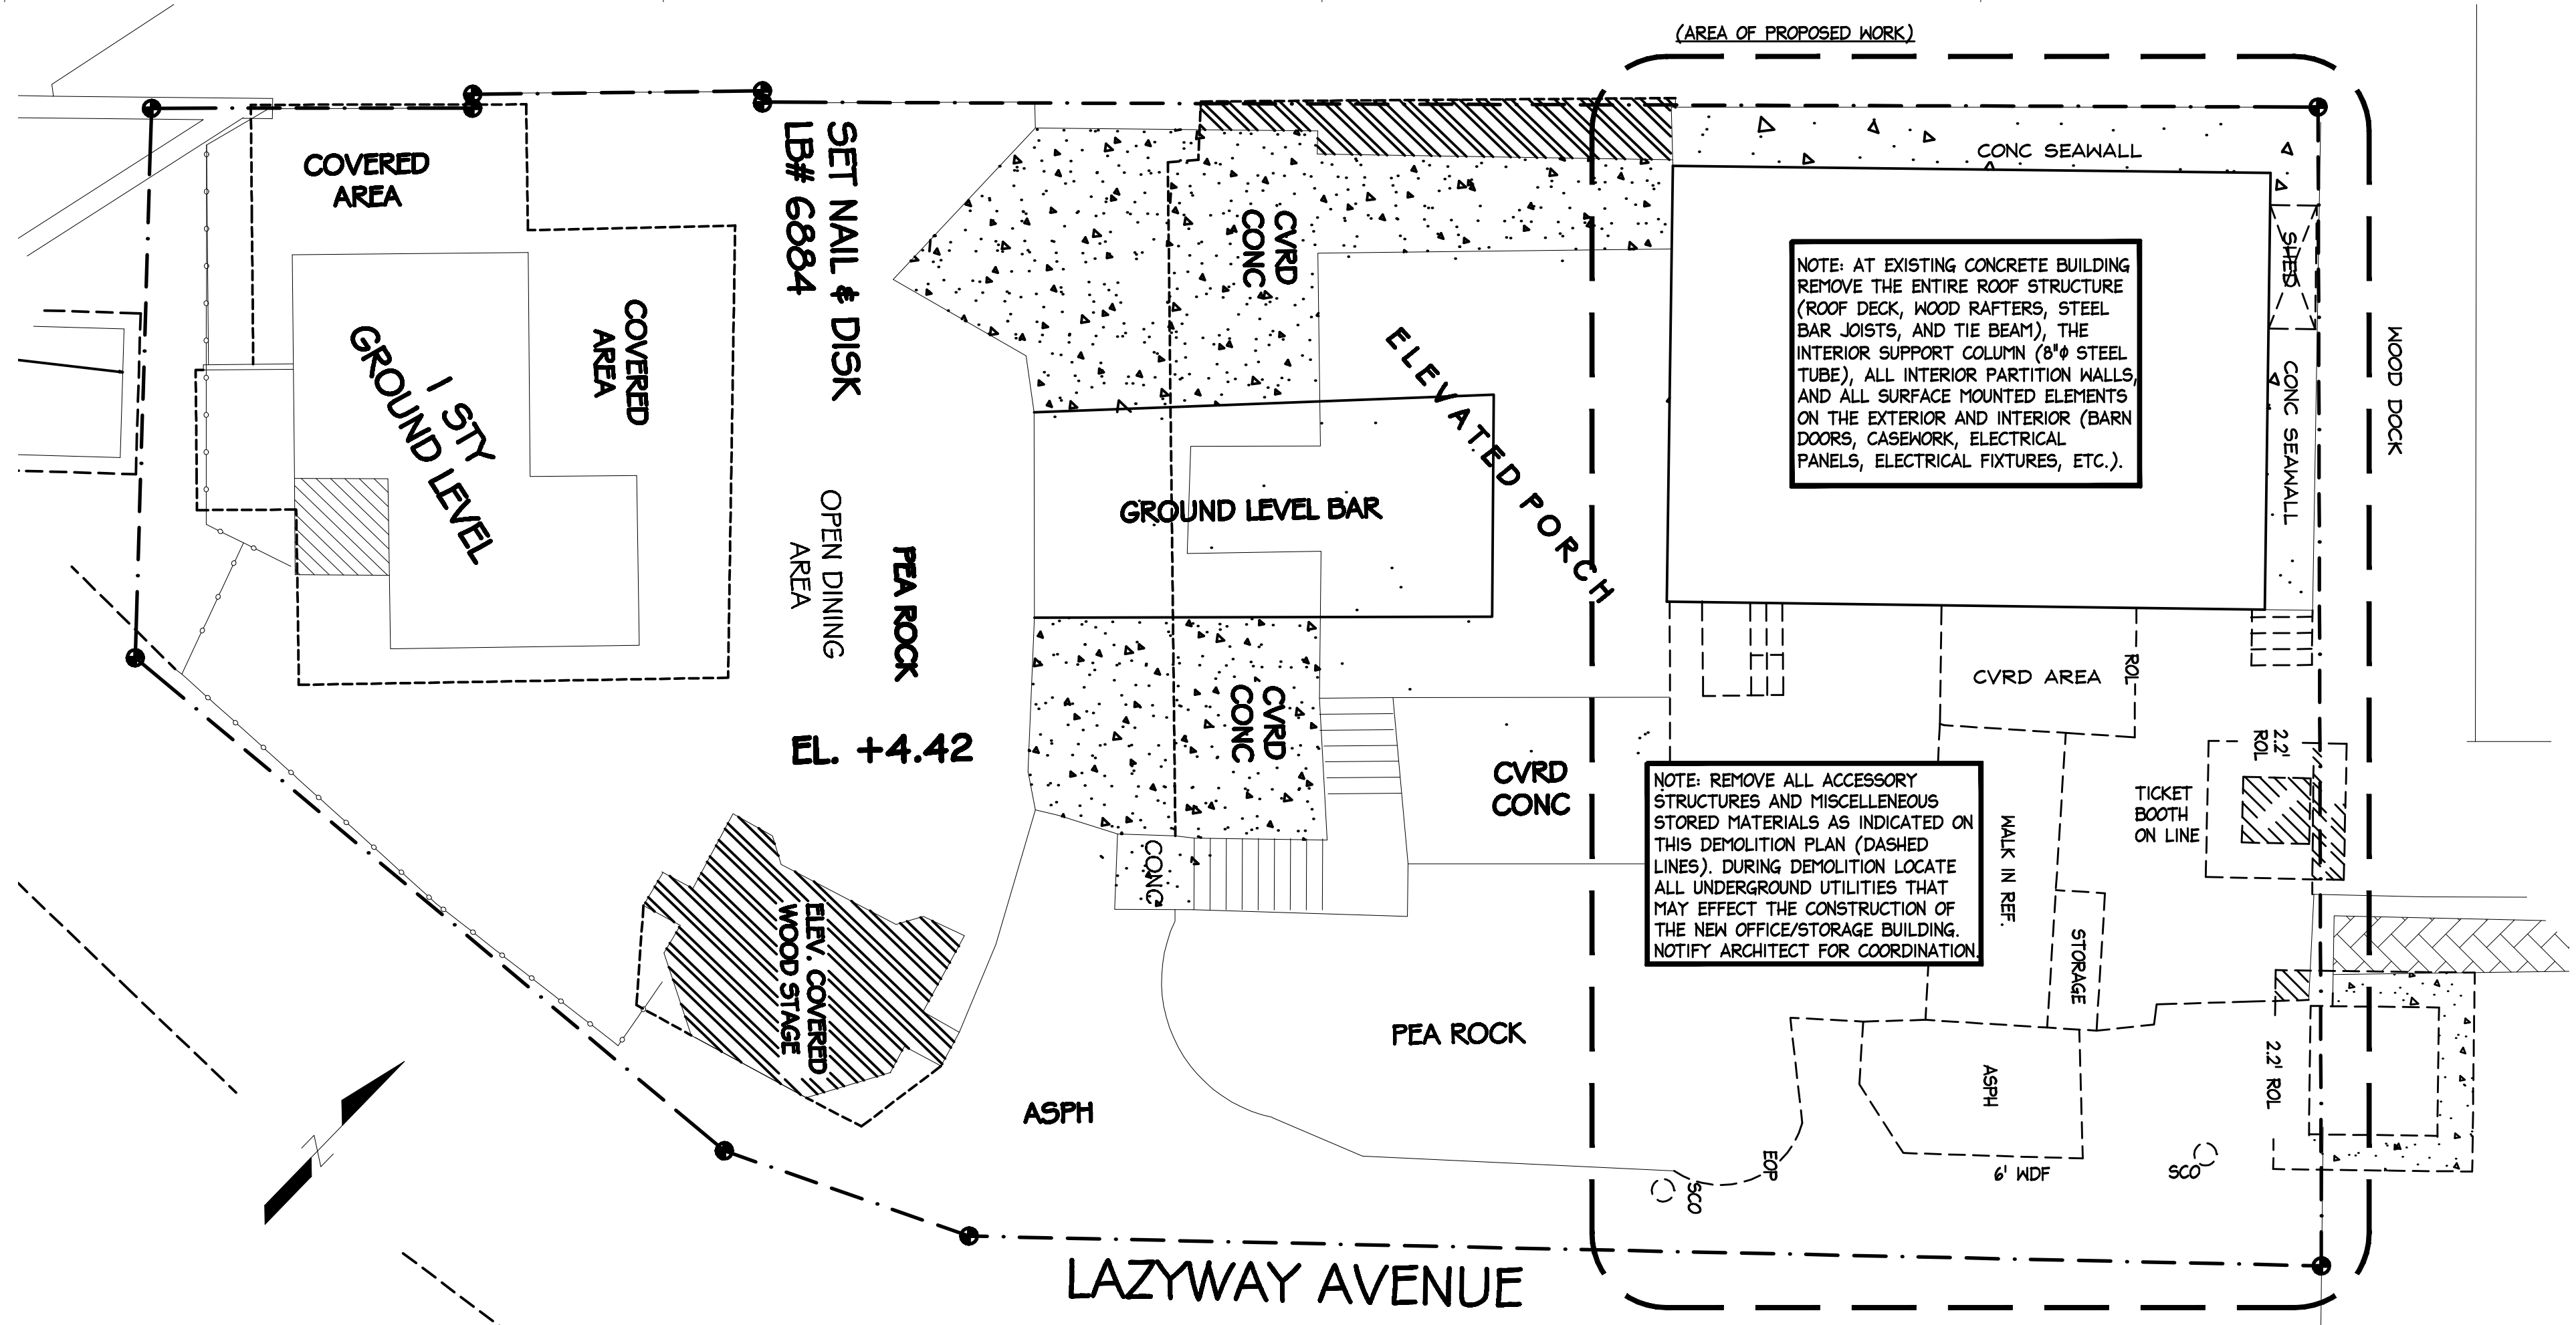 (AREA OF PROPOSED WORK)
COVERED
AREA
SET NAIL & DISK
LB# 6884
CONC SEAWALL
CVRD
CONC
SHED
NOTE: AT EXISTING CONCRETE BUILDING
REMOVE THE ENTIRE ROOF STRUCTURE
(ROOF DECK, WOOD RAFTERS, STEEL
BAR JOISTS, AND TIE BEAM), THE
INTERIOR SUPPORT COLUMN (8"φ STEEL
TUBE), ALL INTERIOR PARTITION WALLS,
AND ALL SURFACE MOUNTED ELEMENTS
ON THE EXTERIOR AND INTERIOR (BARN
DOORS, CASEWORK, ELECTRICAL
PANELS, ELECTRICAL FIXTURES, ETC.).
COVERED
AREA
1 STY
GROUND LEVEL
ELEVATED PORCH
CONC SEAWALL
WOOD DOCK
GROUND LEVEL BAR
OPEN DINING
AREA
PEA ROCK
CVRD AREA
ROL
CVRD
CONC
EL. +4.42
2.2'
ROL
CVRD
CONC
NOTE: REMOVE ALL ACCESSORY
STRUCTURES AND MISCELLENEOUS
STORED MATERIALS AS INDICATED ON
THIS DEMOLITION PLAN (DASHED
LINES). DURING DEMOLITION LOCATE
ALL UNDERGROUND UTILITIES THAT
MAY EFFECT THE CONSTRUCTION OF
THE NEW OFFICE/STORAGE BUILDING.
NOTIFY ARCHITECT FOR COORDINATION.
TICKET
BOOTH
ON LINE
WALK IN REF.
CONC
STORAGE
ELEV. COVERED
WOOD STAGE
PEA ROCK
ASPH
2.2' ROL
ASPH
N
EOP
6' WDF
SCO
SCO
LAZYWAY AVENUE